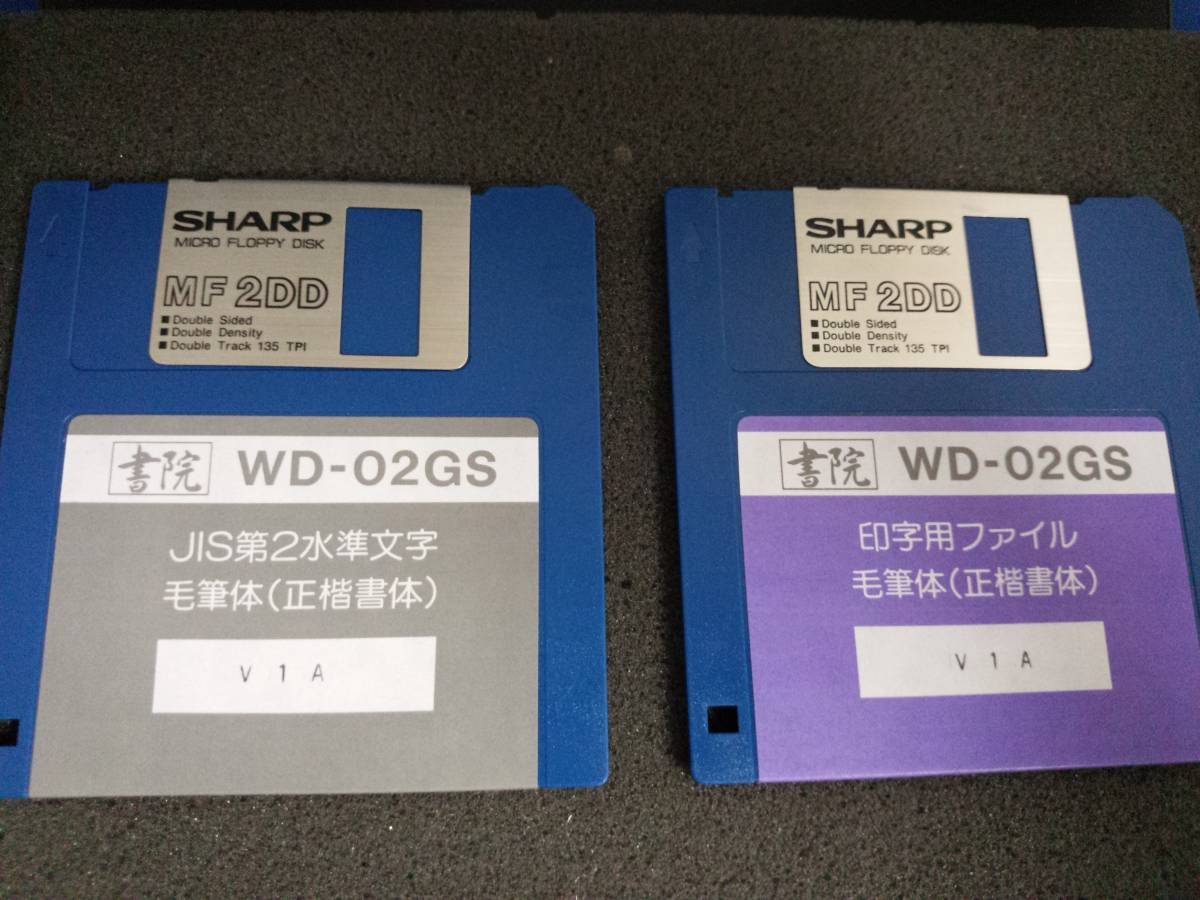 SHARP
MICRO FLOPPY DISK
MF 2DD
■ Double Sided
■ Double Density
■ Double Track 135 TPI
書院 WD-02GS
JIS第2水準文字
毛筆体(正楷書体)
V 1 A
SHARP
MICRO FLOPPY DISK
MF 2DD
■ Double Sided
■ Double Density
■ Double Track 135 TPI
書院 WD-02GS
印字用ファイル
毛筆体(正楷書体)
V 1 A